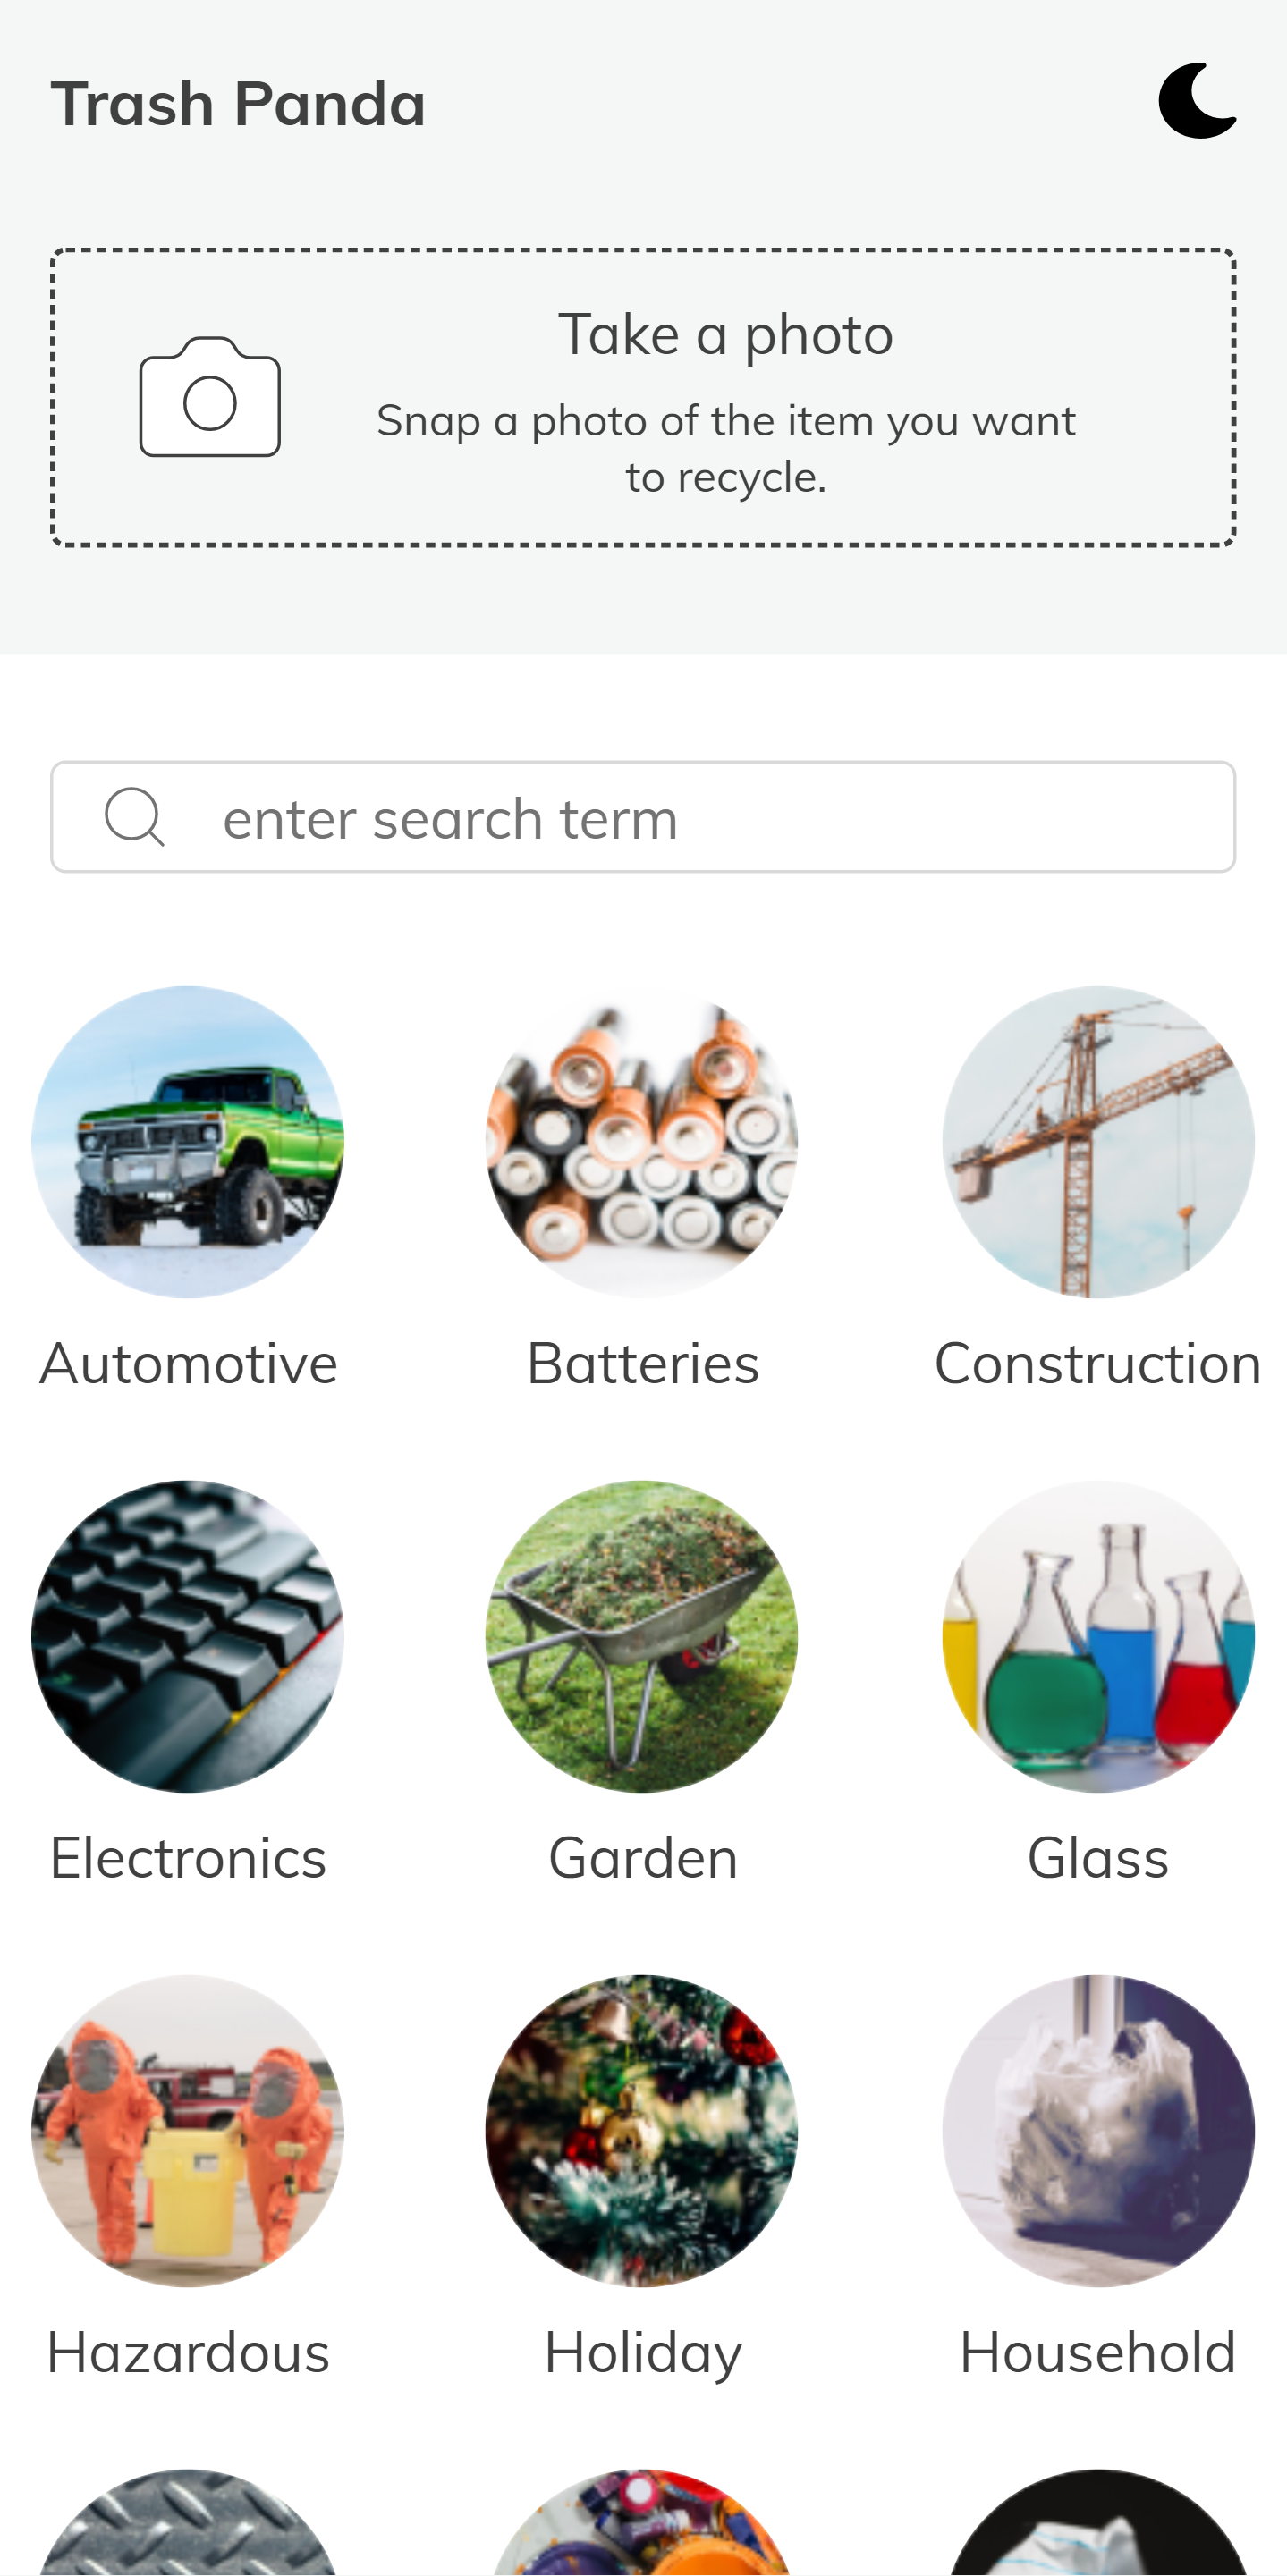 Trash Panda
Take a photo
Snap a photo of the item you want
to recycle.
enter search term
Automotive
Batteries
Construction
Electronics
Garden
Glass
Hazardous
Holiday
Household